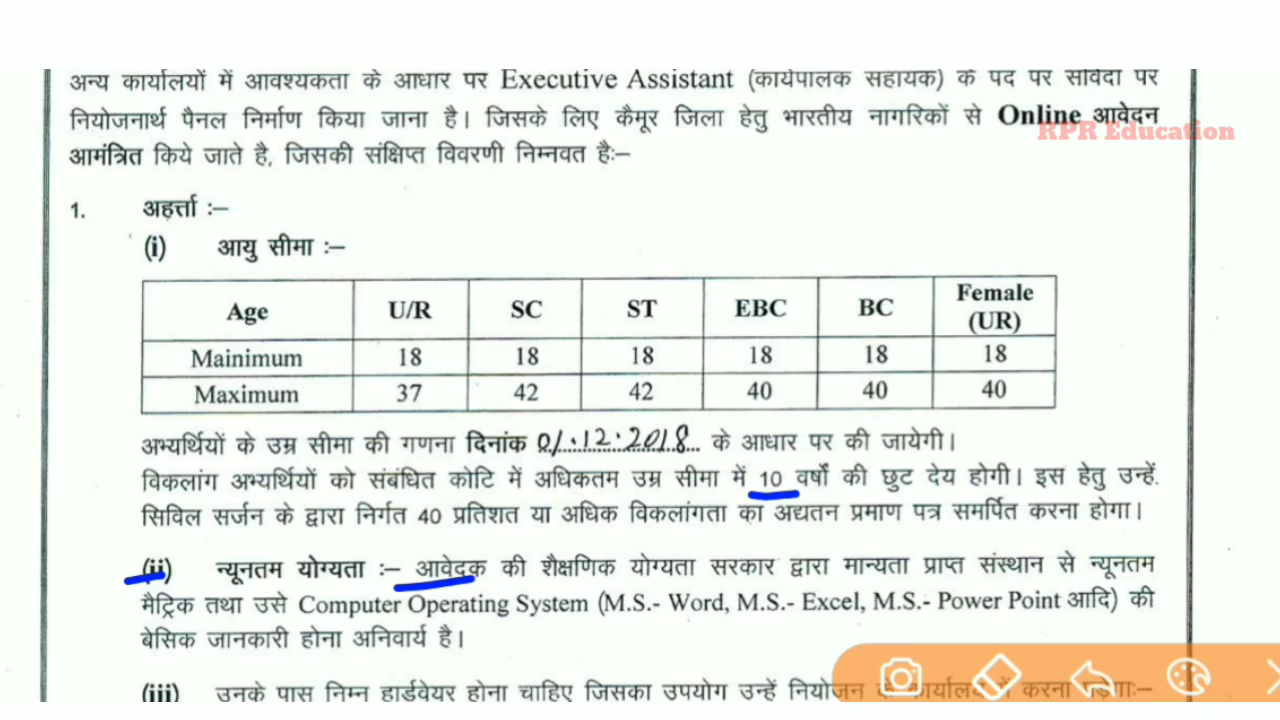 अन्य कार्यालयों में आवश्यकता के आधार पर Executive Assistant (कार्यपालक सहायक) के पद पर संविदा पर
नियोजनार्थ पैनल निर्माण किया जाना है। जिसके लिए कैमूर जिला हेतु भारतीय नागरिकों से Online आवेदन
RPR Education
आमंत्रित किये जाते है, जिसकी संक्षिप्त विवरणी निम्नवत हैः–
1. अहर्त्ता :–
(i) आयु सीमा :–
Age U/R SC ST EBC BC Female (UR)
Mainimum 18 18 18 18 18 18
Maximum 37 42 42 40 40 40
अभ्यर्थियों के उम्र सीमा की गणना दिनांक 01.12.2018 के आधार पर की जायेगी।
विकलांग अभ्यर्थियों को संबंधित कोटि में अधिकतम उम्र सीमा में 10 वर्षों की छुट देय होगी। इस हेतु उन्हें
सिविल सर्जन के द्वारा निर्गत 40 प्रतिशत या अधिक विकलांगता का अद्यतन प्रमाण पत्र समर्पित करना होगा।
(ii) न्यूनतम योग्यता :– आवेदक की शैक्षणिक योग्यता सरकार द्वारा मान्यता प्राप्त संस्थान से न्यूनतम
मैट्रिक तथा उसे Computer Operating System (M.S.- Word, M.S.- Excel, M.S.- Power Point आदि) की
बेसिक जानकारी होना अनिवार्य है।
(iii) उनके पास निम्न हार्डवेयर होना चाहिए जिसका उपयोग उन्हें नियोजन के कार्यालय में करना पड़ेगाः–